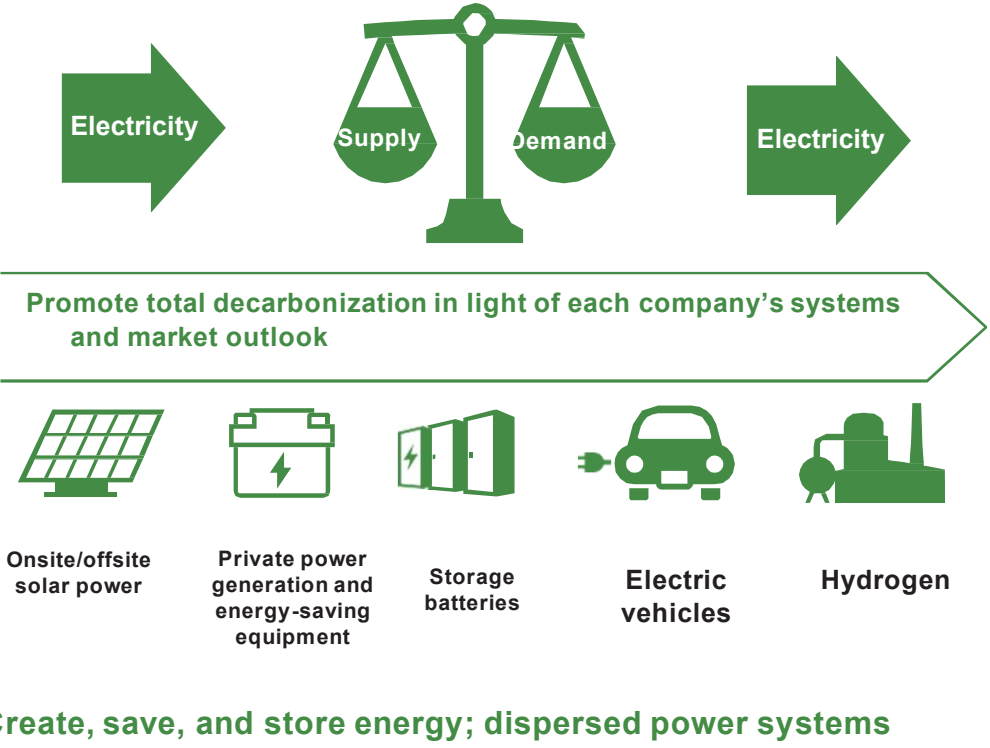 Electricity
Supply
Demand
Electricity
Promote total decarbonization in light of each company’s systems
and market outlook
Onsite/offsite
solar power
Private power
generation and
energy-saving
equipment
Storage
batteries
Electric
vehicles
Hydrogen
Create, save, and store energy; dispersed power systems